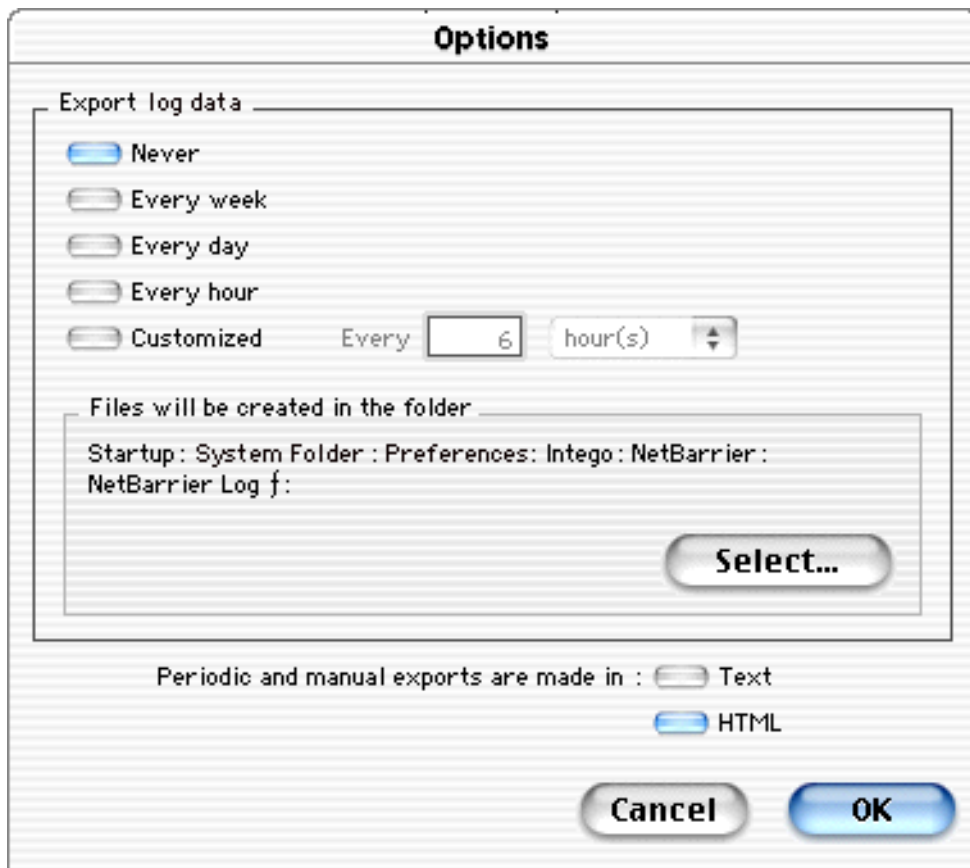 Options
Export log data
Never
Every week
Every day
Every hour
Customized Every 6 hour(s)
Files will be created in the folder
Startup: System Folder : Preferences: Intego: NetBarrier :
NetBarrier Log ƒ:
Select...
Periodic and manual exports are made in : Text
HTML
Cancel OK